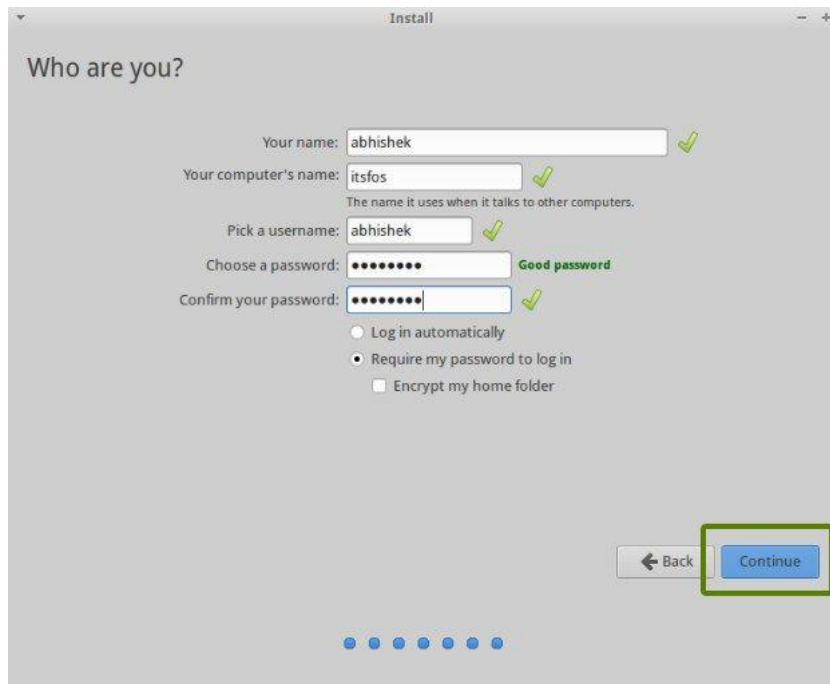 Install
Who are you?
Your name: abhishek
Your computer's name: itsfos
The name it uses when it talks to other computers.
Pick a username: abhishek
Choose a password: ●●●●●●●● Good password
Confirm your password: ●●●●●●●●
Log in automatically
Require my password to log in
Encrypt my home folder
Back Continue